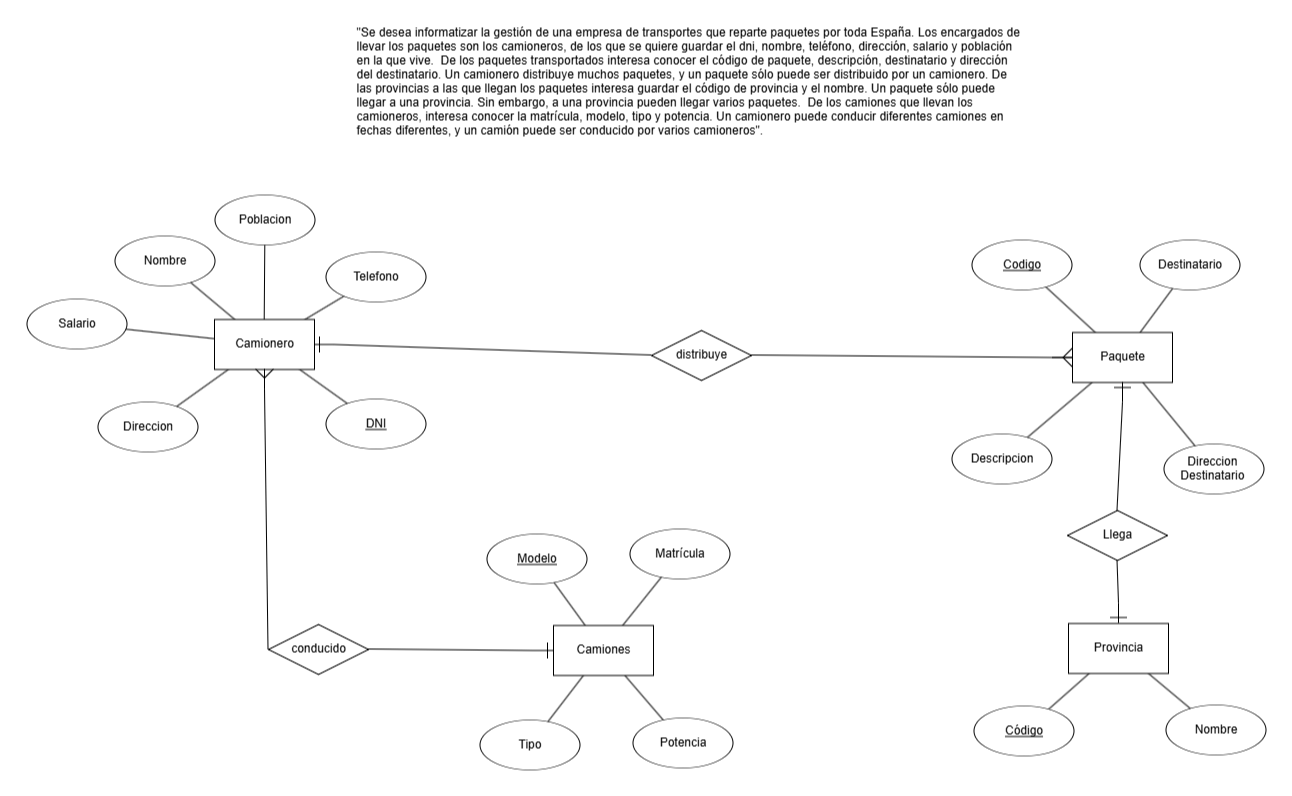 "Se desea informatizar la gestión de una empresa de transportes que reparte paquetes por toda España. Los encargados de
llevar los paquetes son los camioneros, de los que se quiere guardar el dni, nombre, teléfono, dirección, salario y población
en la que vive.  De los paquetes transportados interesa conocer el código de paquete, descripción, destinatario y dirección
del destinatario. Un camionero distribuye muchos paquetes, y un paquete sólo puede ser distribuido por un camionero. De
las provincias a las que llegan los paquetes interesa guardar el código de provincia y el nombre. Un paquete sólo puede
llegar a una provincia. Sin embargo, a una provincia pueden llegar varios paquetes.  De los camiones que llevan los
camioneros, interesa conocer la matrícula, modelo, tipo y potencia. Un camionero puede conducir diferentes camiones en
fechas diferentes, y un camión puede ser conducido por varios camioneros".
Poblacion
Nombre
Telefono
Salario
Camionero
Direccion
DNI
distribuye
Codigo
Destinatario
Paquete
Descripcion
Direccion
Destinatario
Llega
Modelo
Matrícula
conducido
Camiones
Tipo
Potencia
Provincia
Código
Nombre